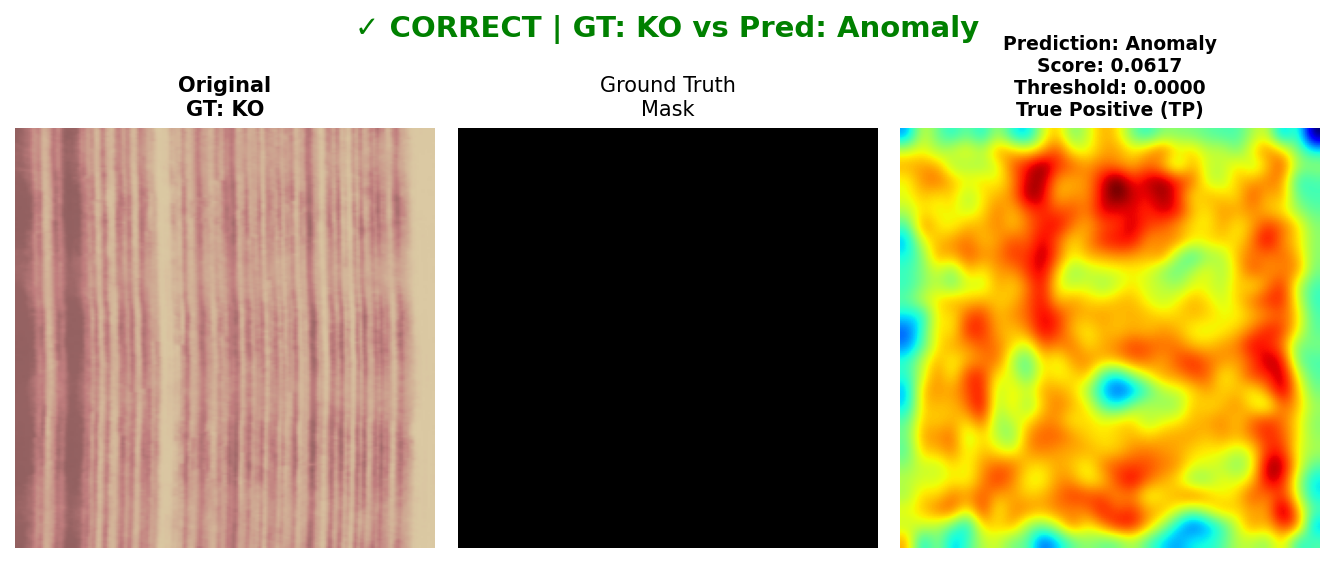 ✓ CORRECT | GT: KO vs Pred: Anomaly
Original
GT: KO
Ground Truth
Mask
Prediction: Anomaly
Score: 0.0617
Threshold: 0.0000
True Positive (TP)